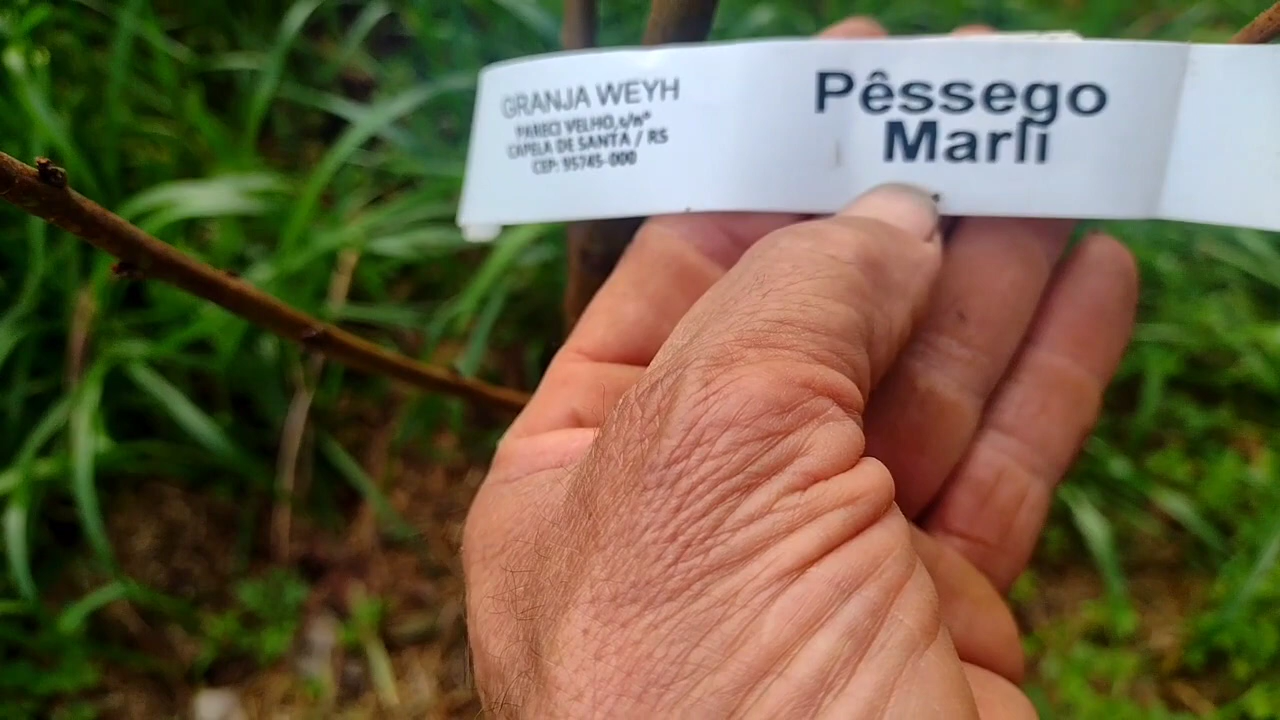 GRANJA WEYH
PARECI VELHO, s/nº
CAPELA DE SANTA / RS
CEP: 95745-000
Pêssego
Marli